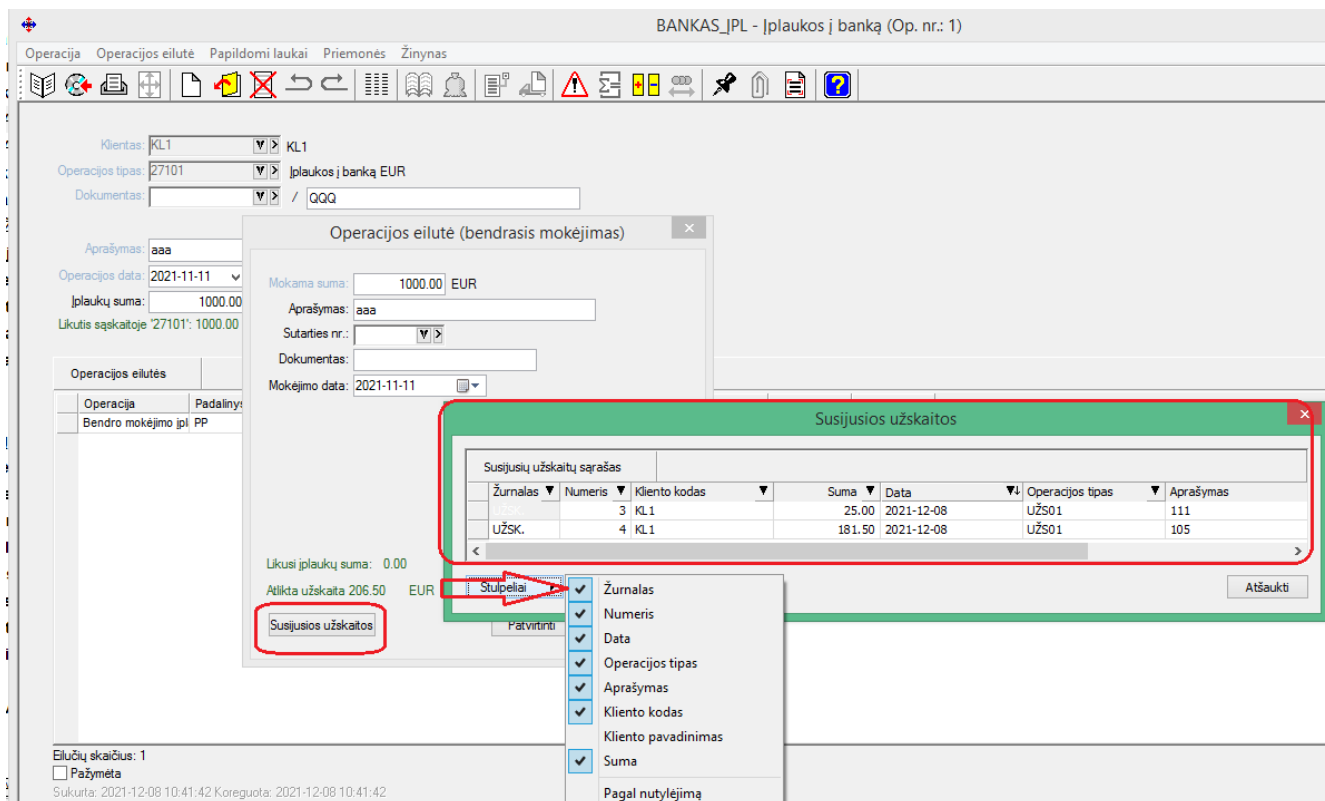 BANKAS_ĮPL - Įplaukos į banką (Op. nr.: 1)
Operacija Operacijos eilutė Papildomi laukai Priemonės Žinynas
Klientas: KL1 KL1
Operacijos tipas: 27101 Įplaukos į banką EUR
Dokumentas: / QQQ
Aprašymas: aaa
Operacijos data: 2021-11-11
Įplaukų suma: 1000.00
Likutis sąskaitoje '27101': 1000.00
Operacijos eilutės
Operacija Padalinys
Bendro mokėjimo įpl PP
Operacijos eilutė (bendrasis mokėjimas)
Mokama suma: 1000.00 EUR
Aprašymas: aaa
Sutarties nr.:
Dokumentas:
Mokėjimo data: 2021-11-11
Likusi įplaukų suma: 0.00
Atlikta užskaita 206.50 EUR
Susijusios užskaitos
Patvirtinti
Susijusios užskaitos
Susijusių užskaitų sąrašas
Žurnalas Numeris Kliento kodas Suma Data Operacijos tipas Aprašymas
UŽSK. 3 KL1 25.00 2021-12-08 UŽS01 111
UŽSK. 4 KL1 181.50 2021-12-08 UŽS01 105
Stulpeliai
Atšaukti
Žurnalas
Numeris
Data
Operacijos tipas
Aprašymas
Kliento kodas
Kliento pavadinimas
Suma
Pagal nutylėjimą
Eilučių skaičius: 1
Pažymėta
Sukurta: 2021-12-08 10:41:42 Koreguota: 2021-12-08 10:41:42